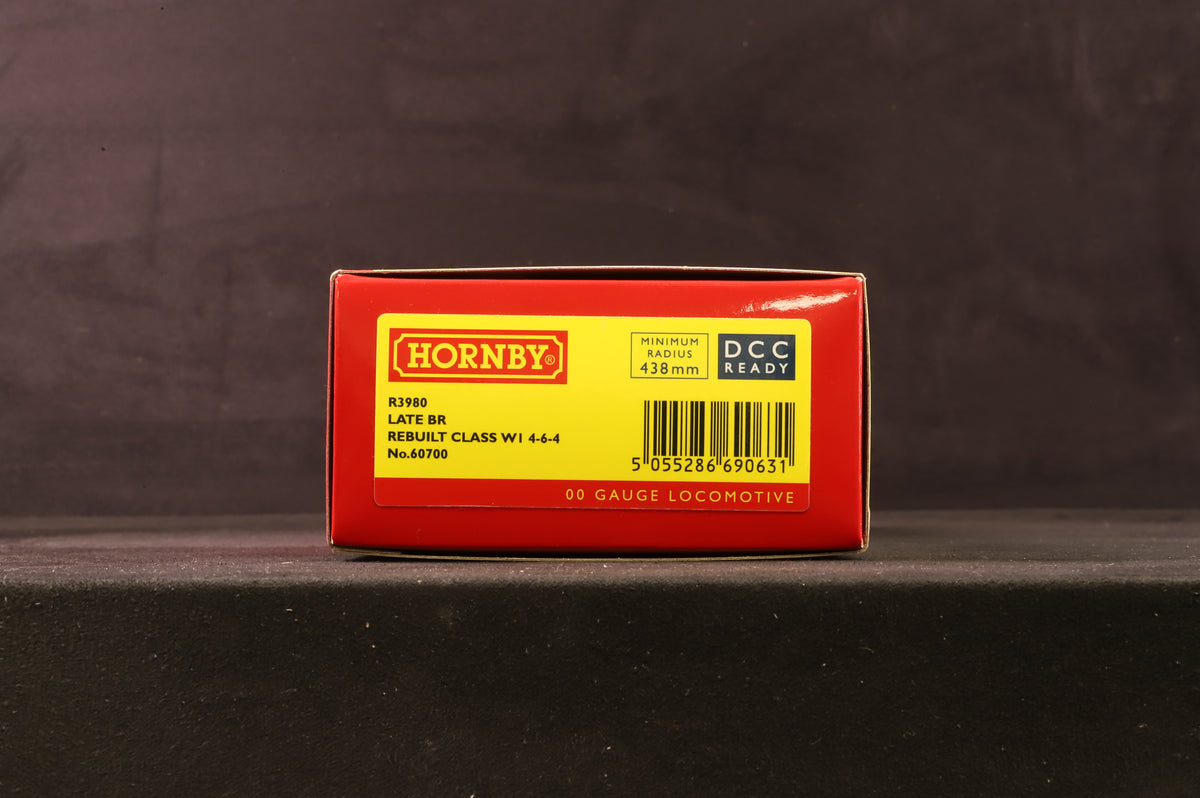 HORNBY®
MINIMUM
RADIUS
438mm
DCC
READY
R3980
LATE BR
REBUILT CLASS W1 4-6-4
No.60700
5 055286 690631
00 GAUGE LOCOMOTIVE